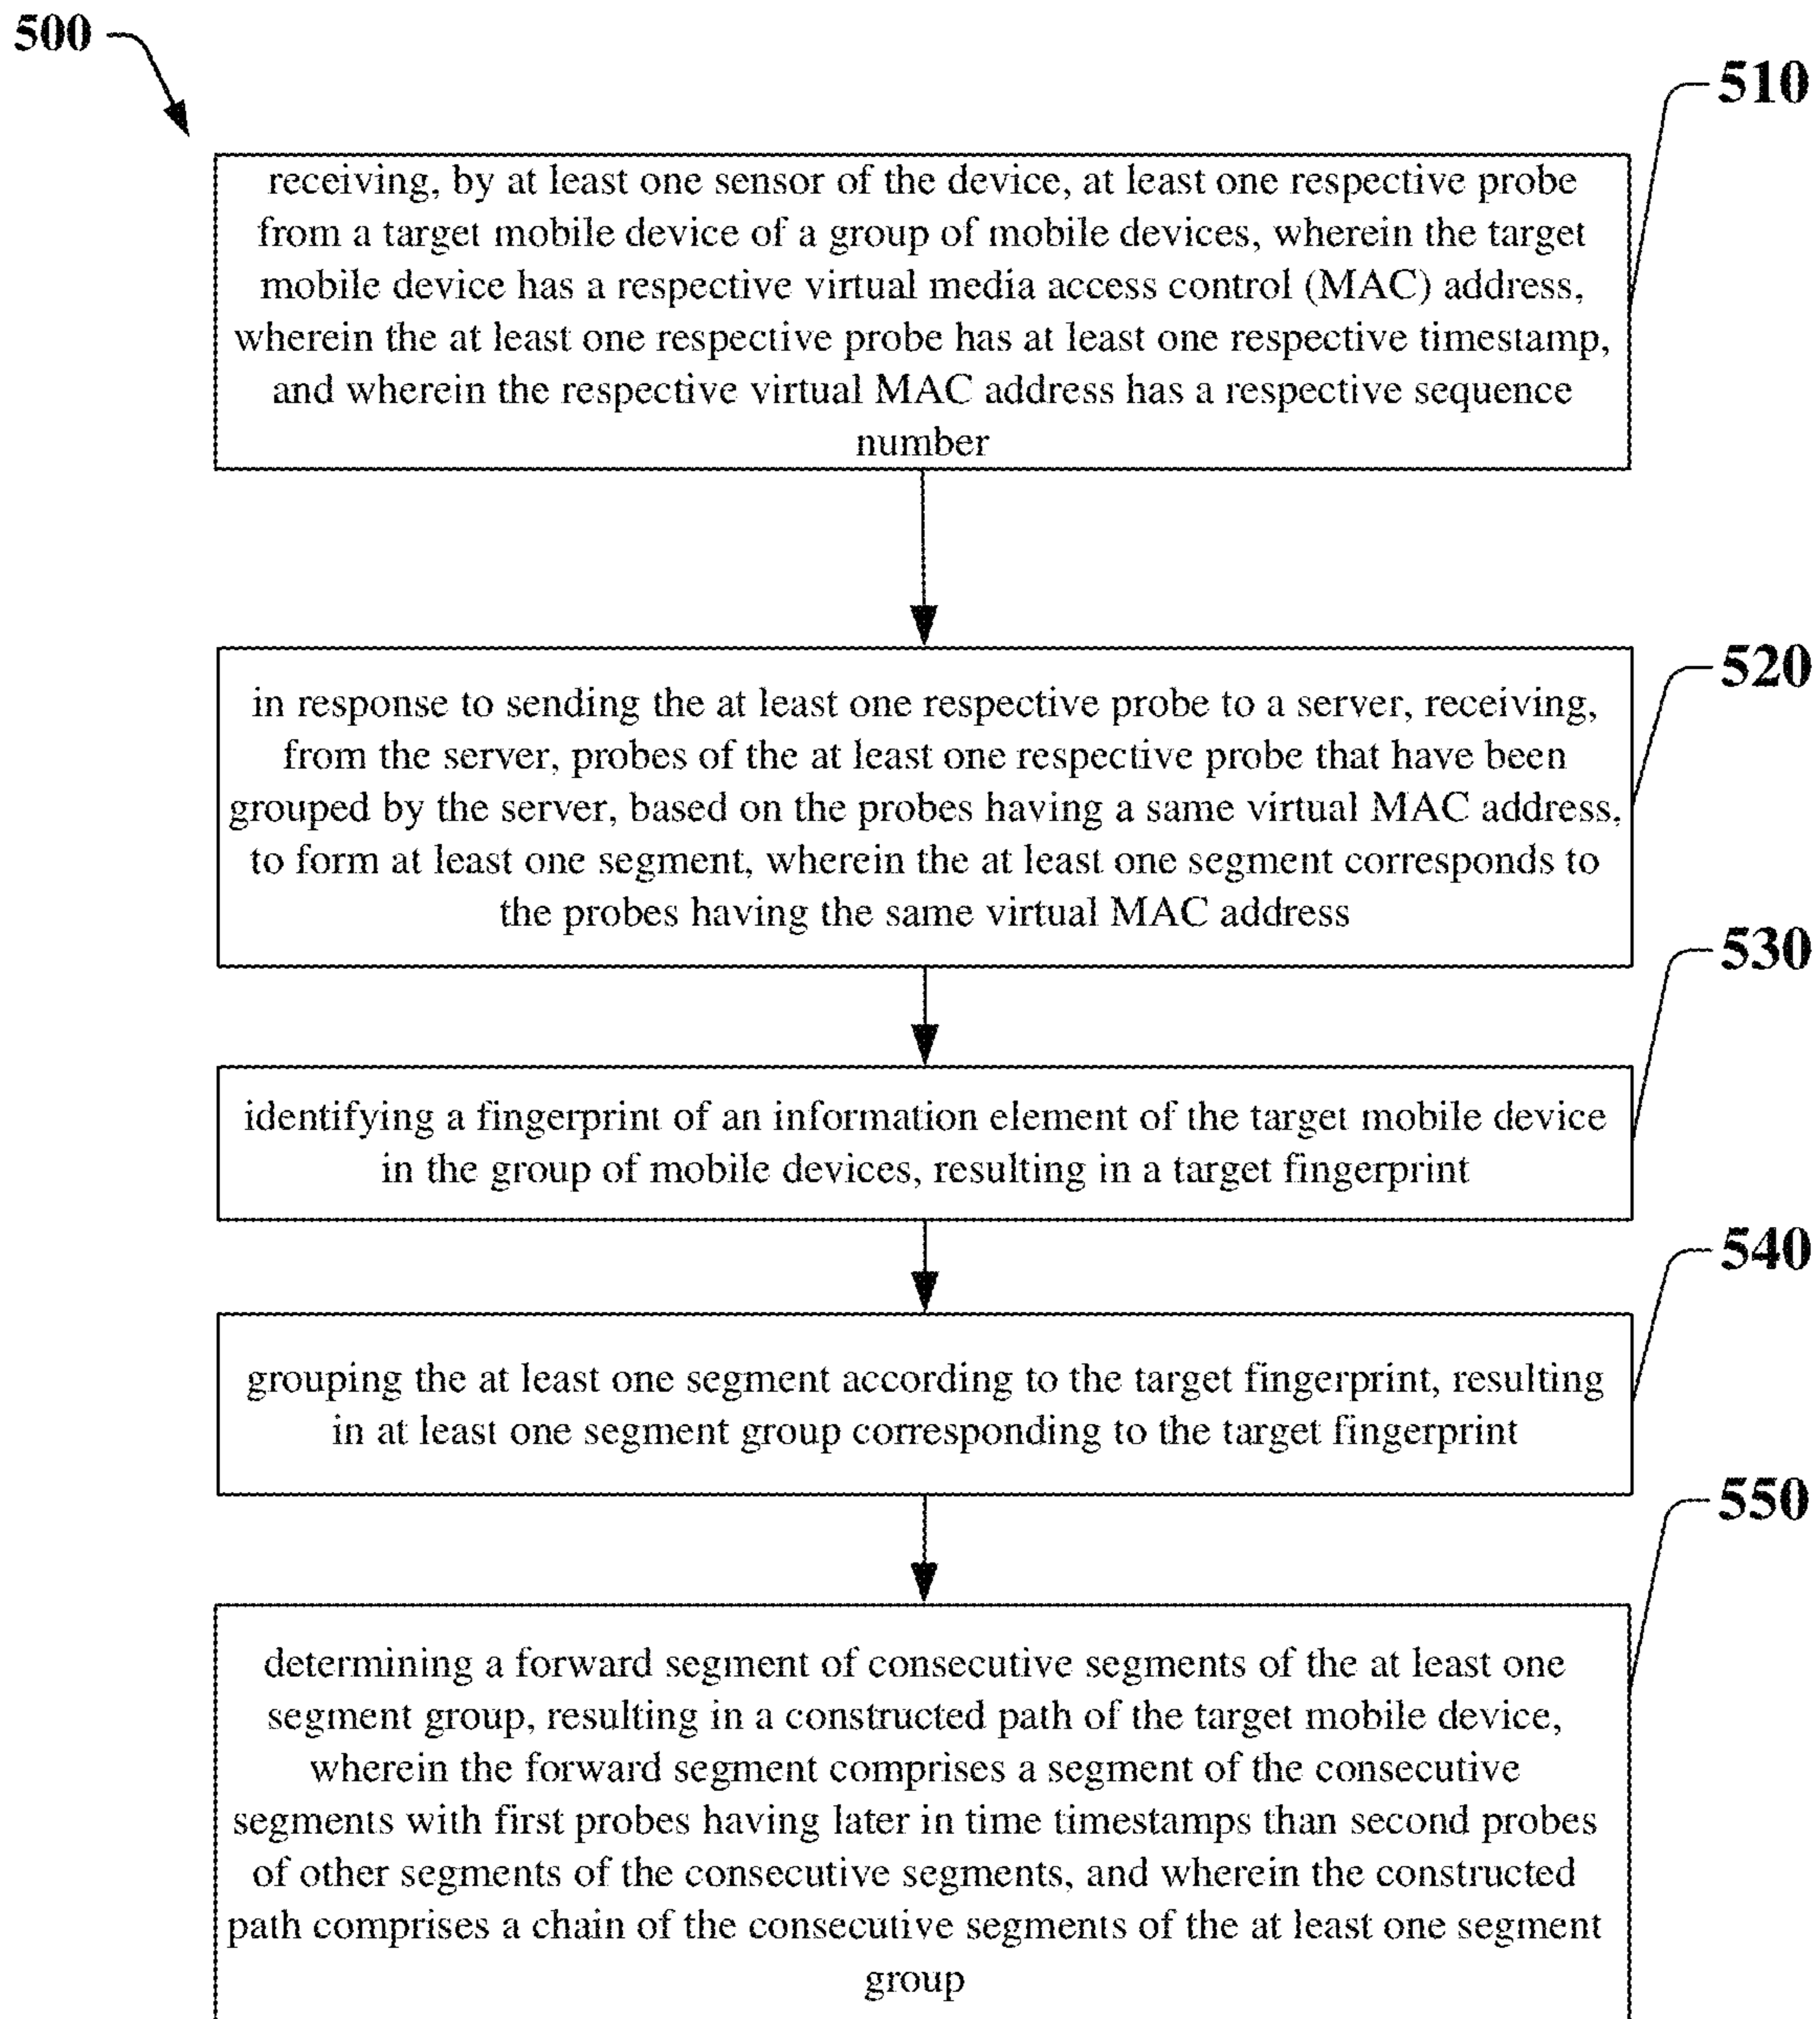 500
510
receiving, by at least one sensor of the device, at least one respective probe
from a target mobile device of a group of mobile devices, wherein the target
mobile device has a respective virtual media access control (MAC) address,
wherein the at least one respective probe has at least one respective timestamp,
and wherein the respective virtual MAC address has a respective sequence
number
520
in response to sending the at least one respective probe to a server, receiving,
from the server, probes of the at least one respective probe that have been
grouped by the server, based on the probes having a same virtual MAC address,
to form at least one segment, wherein the at least one segment corresponds to
the probes having the same virtual MAC address
530
identifying a fingerprint of an information element of the target mobile device
in the group of mobile devices, resulting in a target fingerprint
540
grouping the at least one segment according to the target fingerprint, resulting
in at least one segment group corresponding to the target fingerprint
550
determining a forward segment of consecutive segments of the at least one
segment group, resulting in a constructed path of the target mobile device,
wherein the forward segment comprises a segment of the consecutive
segments with first probes having later in time timestamps than second probes
of other segments of the consecutive segments, and wherein the constructed
path comprises a chain of the consecutive segments of the at least one segment
group